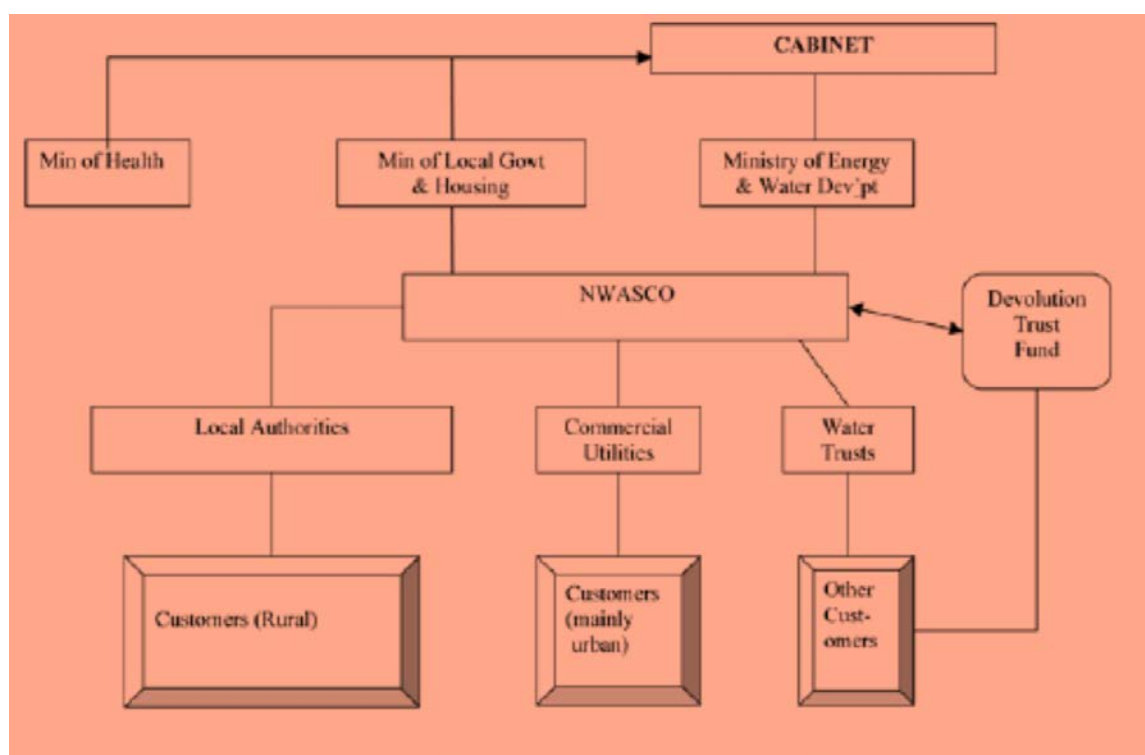 CABINET
Min of Health
Min of Local Govt
& Housing
Ministry of Energy
& Water Dev'pt
NWASCO
Devolution
Trust
Fund
Local Authorities
Commercial
Utilities
Water
Trusts
Customers (Rural)
Customers
(mainly
urban)
Other
Cust-
omers